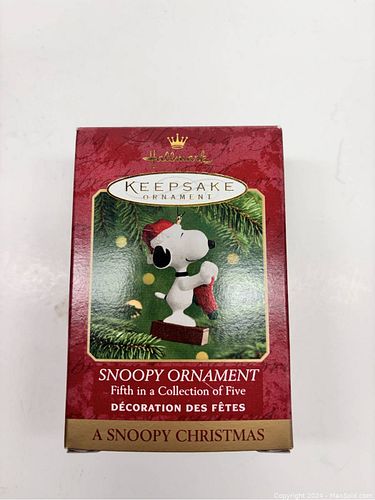 Hallmark
KEEPSAKE
ORNAMENT
SNOOPY ORNAMENT
Fifth in a Collection of Five
DÉCORATION DES FÊTES
A SNOOPY CHRISTMAS
Copyright 2024 - MaxSold.com